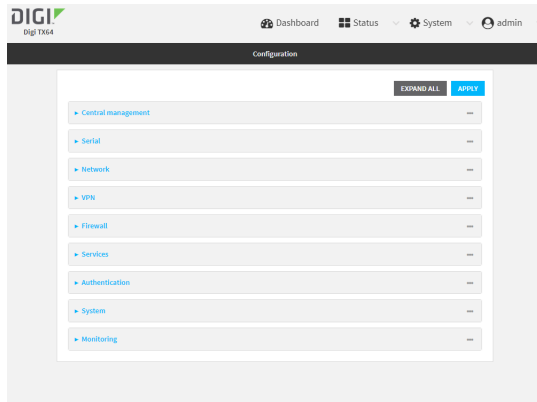 DIGI
Digi TX64
Dashboard Status System admin
Configuration
EXPAND ALL APPLY
Central management
Serial
Network
VPN
Firewall
Services
Authentication
System
Monitoring